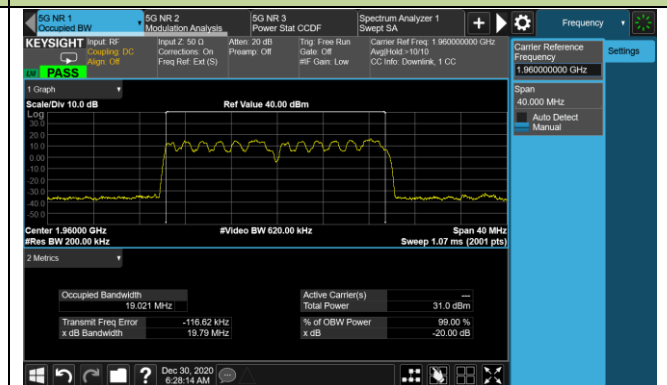 5G NR 1
Occupied BW
5G NR 2
Modulation Analysis
5G NR 3
Power Stat CCDF
Spectrum Analyzer 1
Swept SA
Frequency
KEYSIGHT
Input: RF
Coupling: DC
Align: Off
Input Z: 50 Ω
Corrections: On
Freq Ref: Ext (S)
Atten: 20 dB
Preamp: Off
Trig: Free Run
Gate: Off
#IF Gain: Low
Carrier Ref Freq: 1.960000000 GHz
Avg|Hold:>10/10
CC Info: Downlink, 1 CC
PASS
Carrier Reference
Frequency
1.960000000 GHz
Settings
Span
40.000 MHz
Auto Detect
Manual
1 Graph
Scale/Div 10.0 dB
Ref Value 40.00 dBm
Log
30.0
20.0
10.0
0.00
-10.0
-20.0
-30.0
-40.0
-50.0
Center 1.96000 GHz
#Video BW 620.00 kHz
Span 40 MHz
#Res BW 200.00 kHz
Sweep 1.07 ms (2001 pts)
2 Metrics
Occupied Bandwidth
19.021 MHz
Transmit Freq Error -116.62 kHz
x dB Bandwidth 19.79 MHz
Active Carrier(s) ---
Total Power 31.0 dBm
% of OBW Power 99.00 %
x dB -20.00 dB
Dec 30, 2020
6:28:14 AM